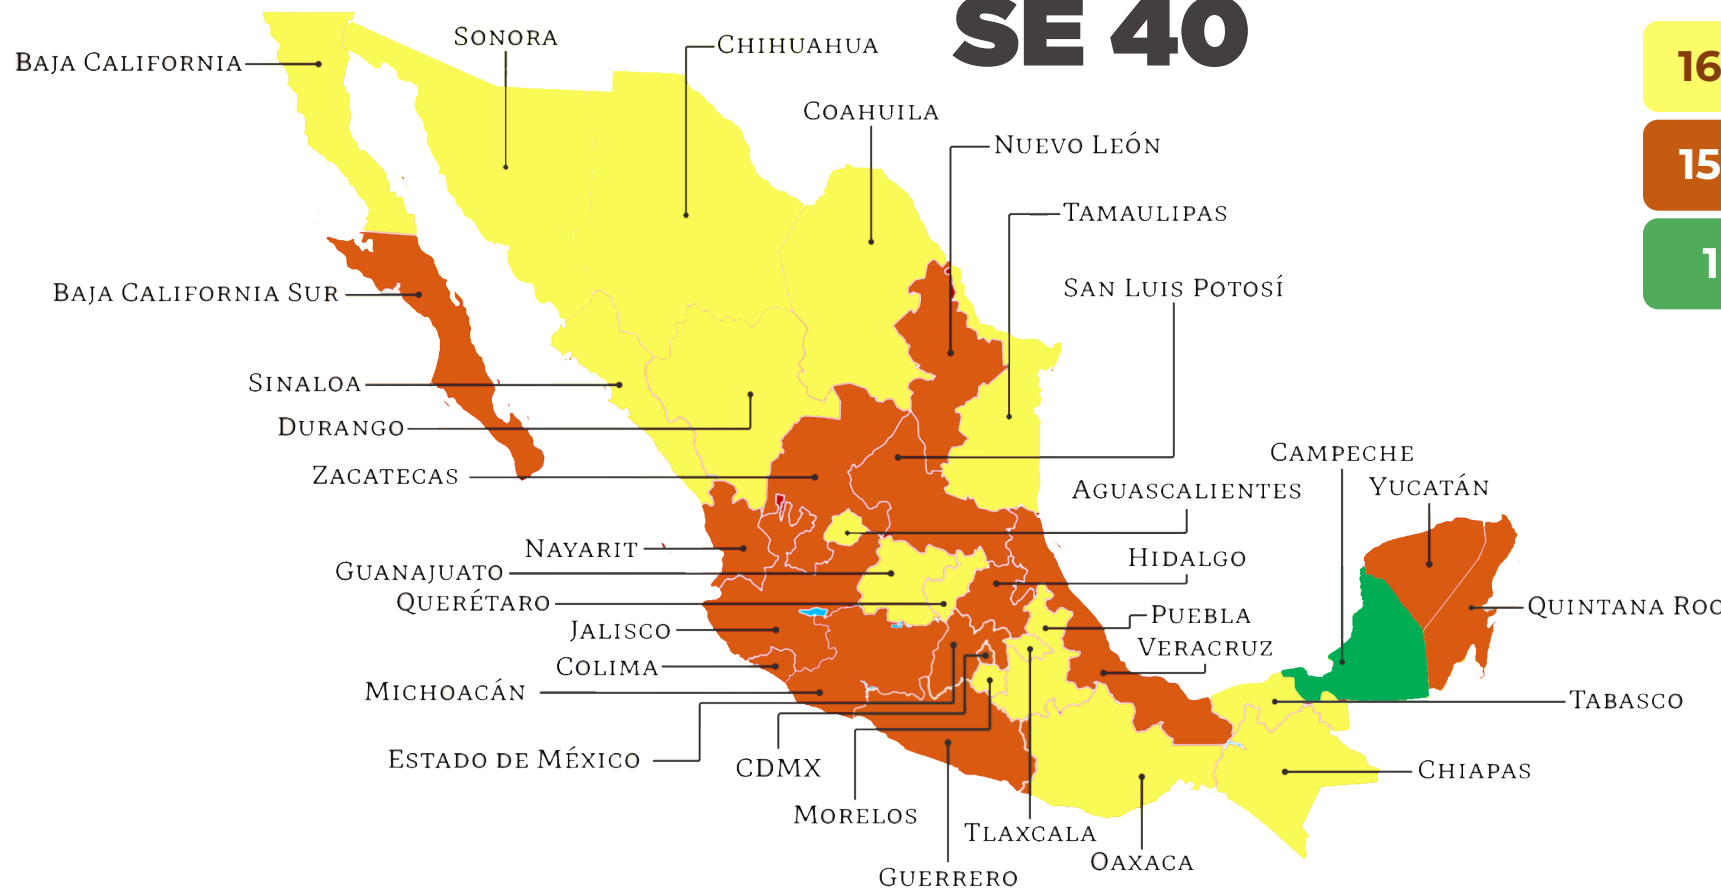 SE 40
16
15
1
BAJA CALIFORNIA
SONORA
CHIHUAHUA
COAHUILA
NUEVO LEÓN
TAMAULIPAS
SAN LUIS POTOSÍ
BAJA CALIFORNIA SUR
SINALOA
DURANGO
ZACATECAS
CAMPECHE
YUCATÁN
AGUASCALIENTES
NAYARIT
HIDALGO
GUANAJUATO
QUERÉTARO
QUINTANA ROO
PUEBLA
JALISCO
VERACRUZ
COLIMA
MICHOACÁN
TABASCO
ESTADO DE MÉXICO
CDMX
CHIAPAS
MORELOS
TLAXCALA
OAXACA
GUERRERO